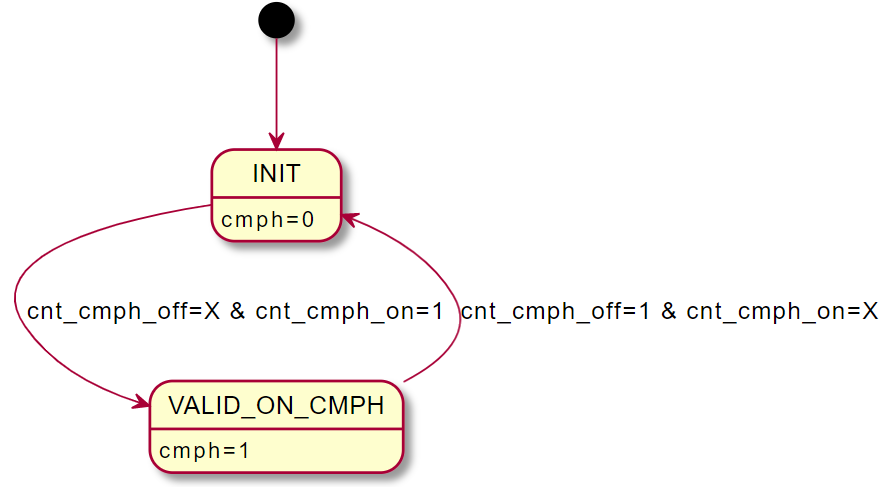 INIT
cmph=0
cnt_cmph_off=X & cnt_cmph_on=1
cnt_cmph_off=1 & cnt_cmph_on=X
VALID_ON_CMPH
cmph=1